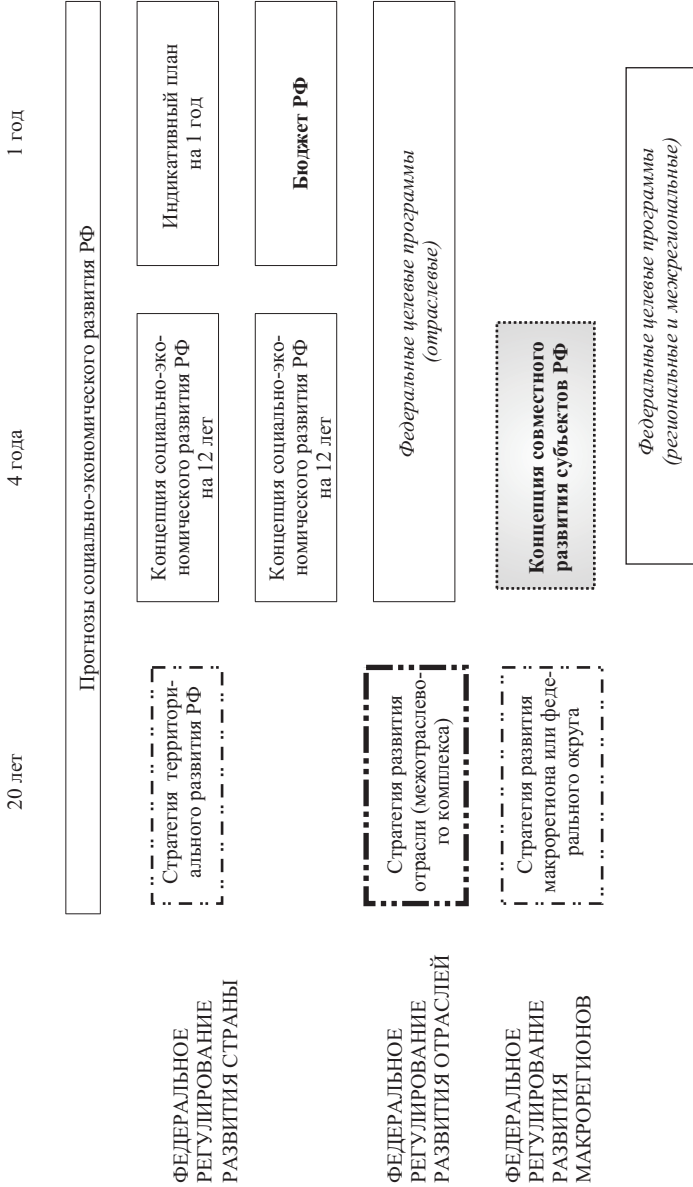 20 лет
4 года
1 год
Прогнозы социально-экономического развития РФ
ФЕДЕРАЛЬНОЕ
РЕГУЛИРОВАНИЕ
РАЗВИТИЯ СТРАНЫ
Стратегия территори-
ального развития РФ
Концепция социально-эко-
номического развития РФ
на 12 лет
Индикативный план
на 1 год
Концепция социально-эко-
номического развития РФ
на 12 лет
Бюджет РФ
ФЕДЕРАЛЬНОЕ
РЕГУЛИРОВАНИЕ
РАЗВИТИЯ ОТРАСЛЕЙ
Стратегия развития
отрасли (межотраслево-
го комплекса)
Федеральные целевые программы
(отраслевые)
ФЕДЕРАЛЬНОЕ
РЕГУЛИРОВАНИЕ
РАЗВИТИЯ
МАКРОРЕГИОНОВ
Стратегия развития
макрорегиона или феде-
рального округа
Концепция совместного
развития субъектов РФ
Федеральные целевые программы
(региональные и межрегиональные)